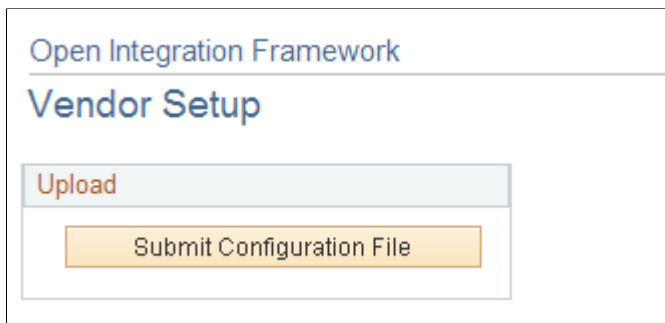 Open Integration Framework
Vendor Setup
Upload
Submit Configuration File